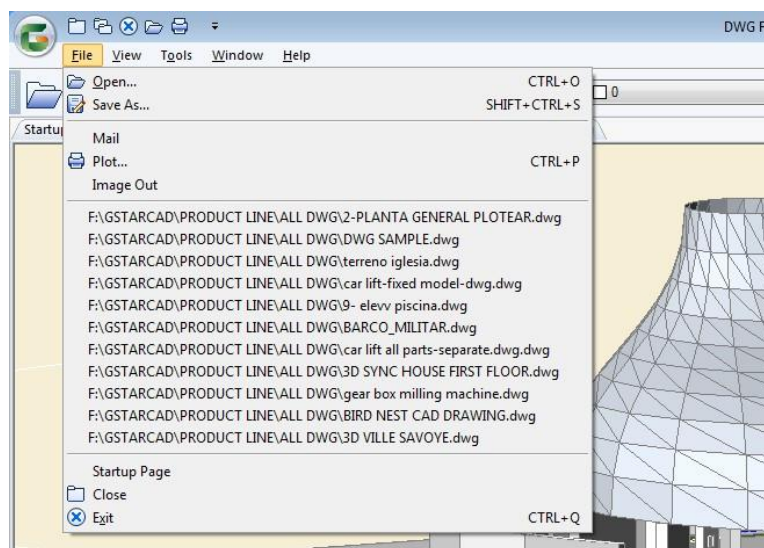 DWG F
File View Tools Window Help
Open... CTRL+O
0
Save As... SHIFT+CTRL+S
Startu
Mail
Plot... CTRL+P
Image Out
F:\GSTARCAD\PRODUCT LINE\ALL DWG\2-PLANTA GENERAL PLOTEAR.dwg
F:\GSTARCAD\PRODUCT LINE\ALL DWG\DWG SAMPLE.dwg
F:\GSTARCAD\PRODUCT LINE\ALL DWG\terreno iglesia.dwg
F:\GSTARCAD\PRODUCT LINE\ALL DWG\car lift-fixed model-dwg.dwg
F:\GSTARCAD\PRODUCT LINE\ALL DWG\9- elevv piscina.dwg
F:\GSTARCAD\PRODUCT LINE\ALL DWG\BARCO_MILITAR.dwg
F:\GSTARCAD\PRODUCT LINE\ALL DWG\car lift all parts-separate.dwg.dwg
F:\GSTARCAD\PRODUCT LINE\ALL DWG\3D SYNC HOUSE FIRST FLOOR.dwg
F:\GSTARCAD\PRODUCT LINE\ALL DWG\gear box milling machine.dwg
F:\GSTARCAD\PRODUCT LINE\ALL DWG\BIRD NEST CAD DRAWING.dwg
F:\GSTARCAD\PRODUCT LINE\ALL DWG\3D VILLE SAVOYE.dwg
Startup Page
Close
Exit CTRL+Q